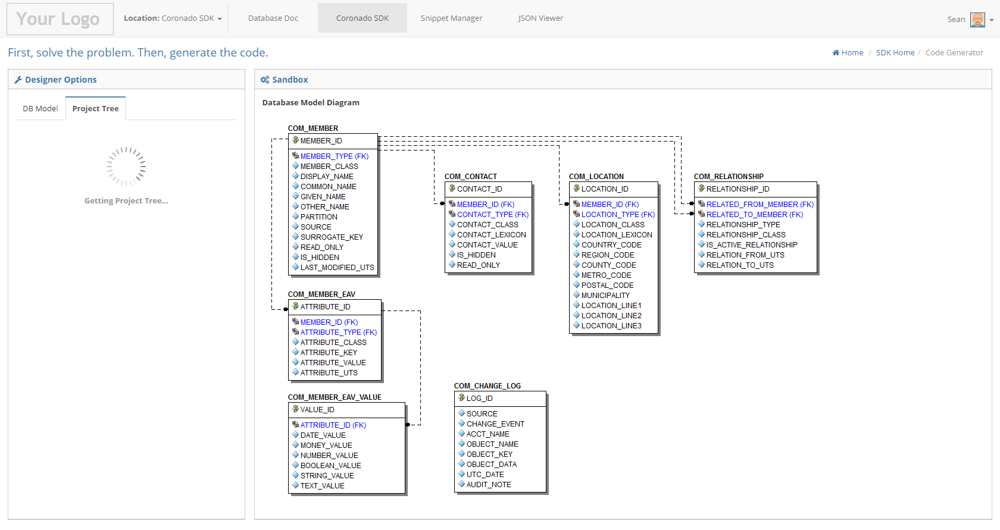 Your Logo
Location: Coronado SDK
Database Doc
Coronado SDK
Snippet Manager
JSON Viewer
Sean
First, solve the problem. Then, generate the code.
Home / SDK Home / Code Generator
Designer Options
DB Model
Project Tree
Getting Project Tree...
Sandbox
Database Model Diagram
COM_MEMBER
MEMBER_ID
MEMBER_TYPE (FK)
MEMBER_CLASS
DISPLAY_NAME
COMMON_NAME
GIVEN_NAME
OTHER_NAME
PARTITION
SOURCE
SURROGATE_KEY
READ_ONLY
IS_HIDDEN
LAST_MODIFIED_UTS
COM_CONTACT
CONTACT_ID
MEMBER_ID (FK)
CONTACT_TYPE (FK)
CONTACT_CLASS
CONTACT_LEXICON
CONTACT_VALUE
IS_HIDDEN
READ_ONLY
COM_LOCATION
LOCATION_ID
MEMBER_ID (FK)
LOCATION_TYPE (FK)
LOCATION_CLASS
LOCATION_LEXICON
COUNTRY_CODE
REGION_CODE
COUNTY_CODE
METRO_CODE
POSTAL_CODE
MUNICIPALITY
LOCATION_LINE1
LOCATION_LINE2
LOCATION_LINE3
COM_RELATIONSHIP
RELATIONSHIP_ID
RELATED_FROM_MEMBER (FK)
RELATED_TO_MEMBER (FK)
RELATIONSHIP_TYPE
RELATIONSHIP_CLASS
IS_ACTIVE_RELATIONSHIP
RELATION_FROM_UTS
RELATION_TO_UTS
COM_MEMBER_EAV
ATTRIBUTE_ID
MEMBER_ID (FK)
ATTRIBUTE_TYPE (FK)
ATTRIBUTE_CLASS
ATTRIBUTE_KEY
ATTRIBUTE_VALUE
ATTRIBUTE_UTS
COM_MEMBER_EAV_VALUE
VALUE_ID
ATTRIBUTE_ID (FK)
DATE_VALUE
MONEY_VALUE
NUMBER_VALUE
BOOLEAN_VALUE
STRING_VALUE
TEXT_VALUE
COM_CHANGE_LOG
LOG_ID
SOURCE
CHANGE_EVENT
ACCT_NAME
OBJECT_NAME
OBJECT_KEY
OBJECT_DATA
UTC_DATE
AUDIT_NOTE